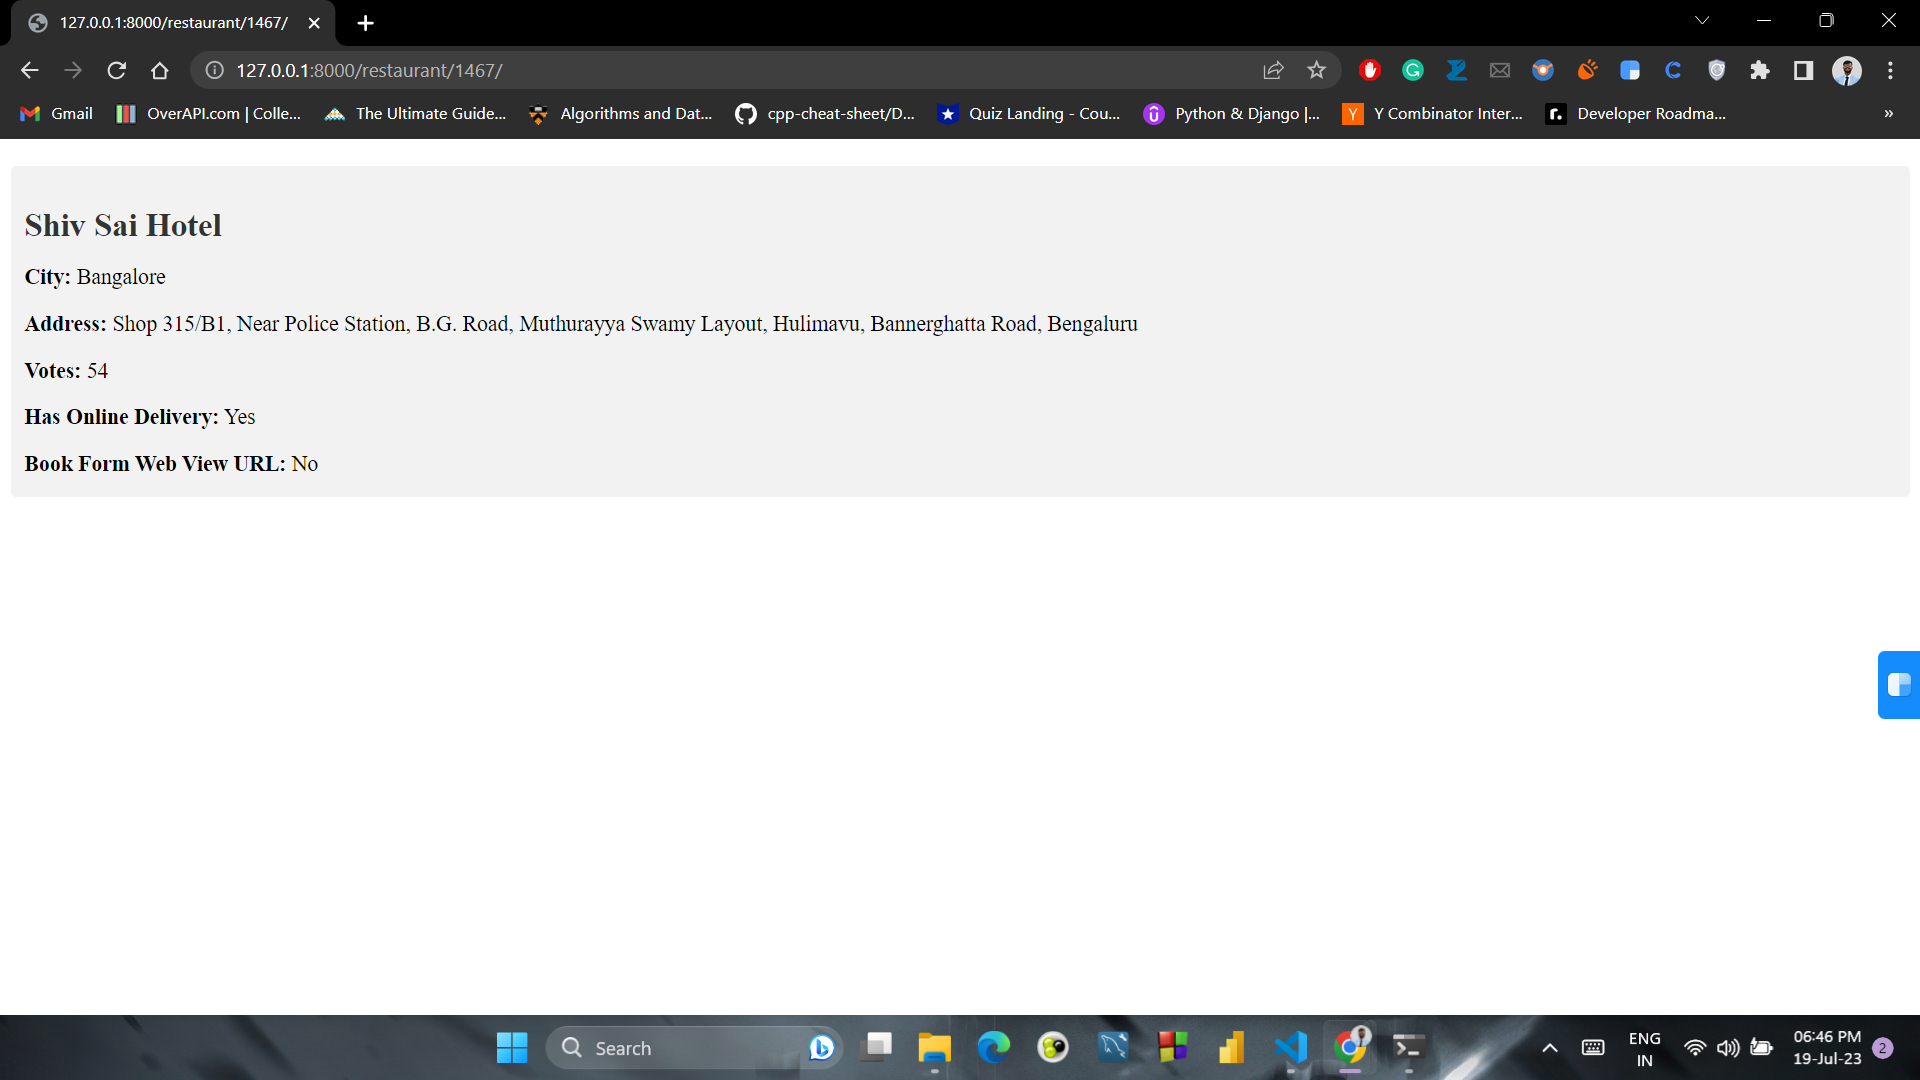 127.0.0.1:8000/restaurant/1467/
127.0.0.1:8000/restaurant/1467/
Gmail OverAPI.com | Colle... The Ultimate Guide... Algorithms and Dat... cpp-cheat-sheet/D... Quiz Landing - Cou... Python & Django |... Y Combinator Inter... Developer Roadma... »
Shiv Sai Hotel
City: Bangalore
Address: Shop 315/B1, Near Police Station, B.G. Road, Muthurayya Swamy Layout, Hulimavu, Bannerghatta Road, Bengaluru
Votes: 54
Has Online Delivery: Yes
Book Form Web View URL: No
Search
ENG
IN
06:46 PM
19-Jul-23
2